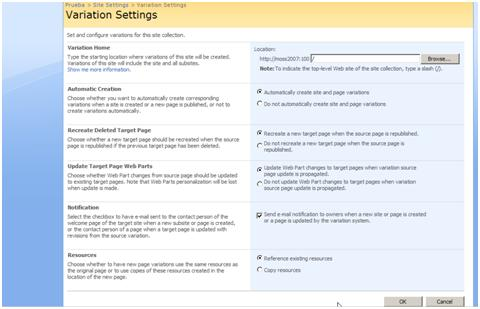 Prueba > Site Settings > Variation Settings
Variation Settings
Set and configure variations for this site collection.
Variation Home
Type the starting location where variations of this site will be created.
Variations of this site will include the site and all subsites.
Show me more information.
Location:
http://moss2007:100 /
Browse...
Note: To indicate the top-level Web site of the site collection, type a slash (/).
Automatic Creation
Choose whether you want to automatically create corresponding
variations when a site is created or a new page is published, or not to
create variations automatically.
Automatically create site and page variations
Do not automatically create site and page variations
Recreate Deleted Target Page
Choose whether a new target page should be recreated when the source
page is republished if the previous target page has been deleted.
Recreate a new target page when the source page is republished.
Do not recreate a new target page when the source page is
republished.
Update Target Page Web Parts
Choose whether Web Part changes from source page should be updated
to existing target pages. Note that Web Parts personalization will be lost
when update is made.
Update Web Part changes to target pages when variation source
page update is propagated.
Do not update Web Part changes to target pages when variation
source page update is propagated.
Notification
Select the checkbox to have e-mail sent to the contact person of the
welcome page of the target site when a new subsite or page is created,
or the contact person of a page when a target page is updated with
revisions from the source variation.
Send e-mail notification to owners when a new site or page is created
or a page is updated by the variation system.
Resources
Choose whether to have new page variations use the same resources as
the original page or to use copies of these resources created in the
location of the new page.
Reference existing resources
Copy resources
OK
Cancel